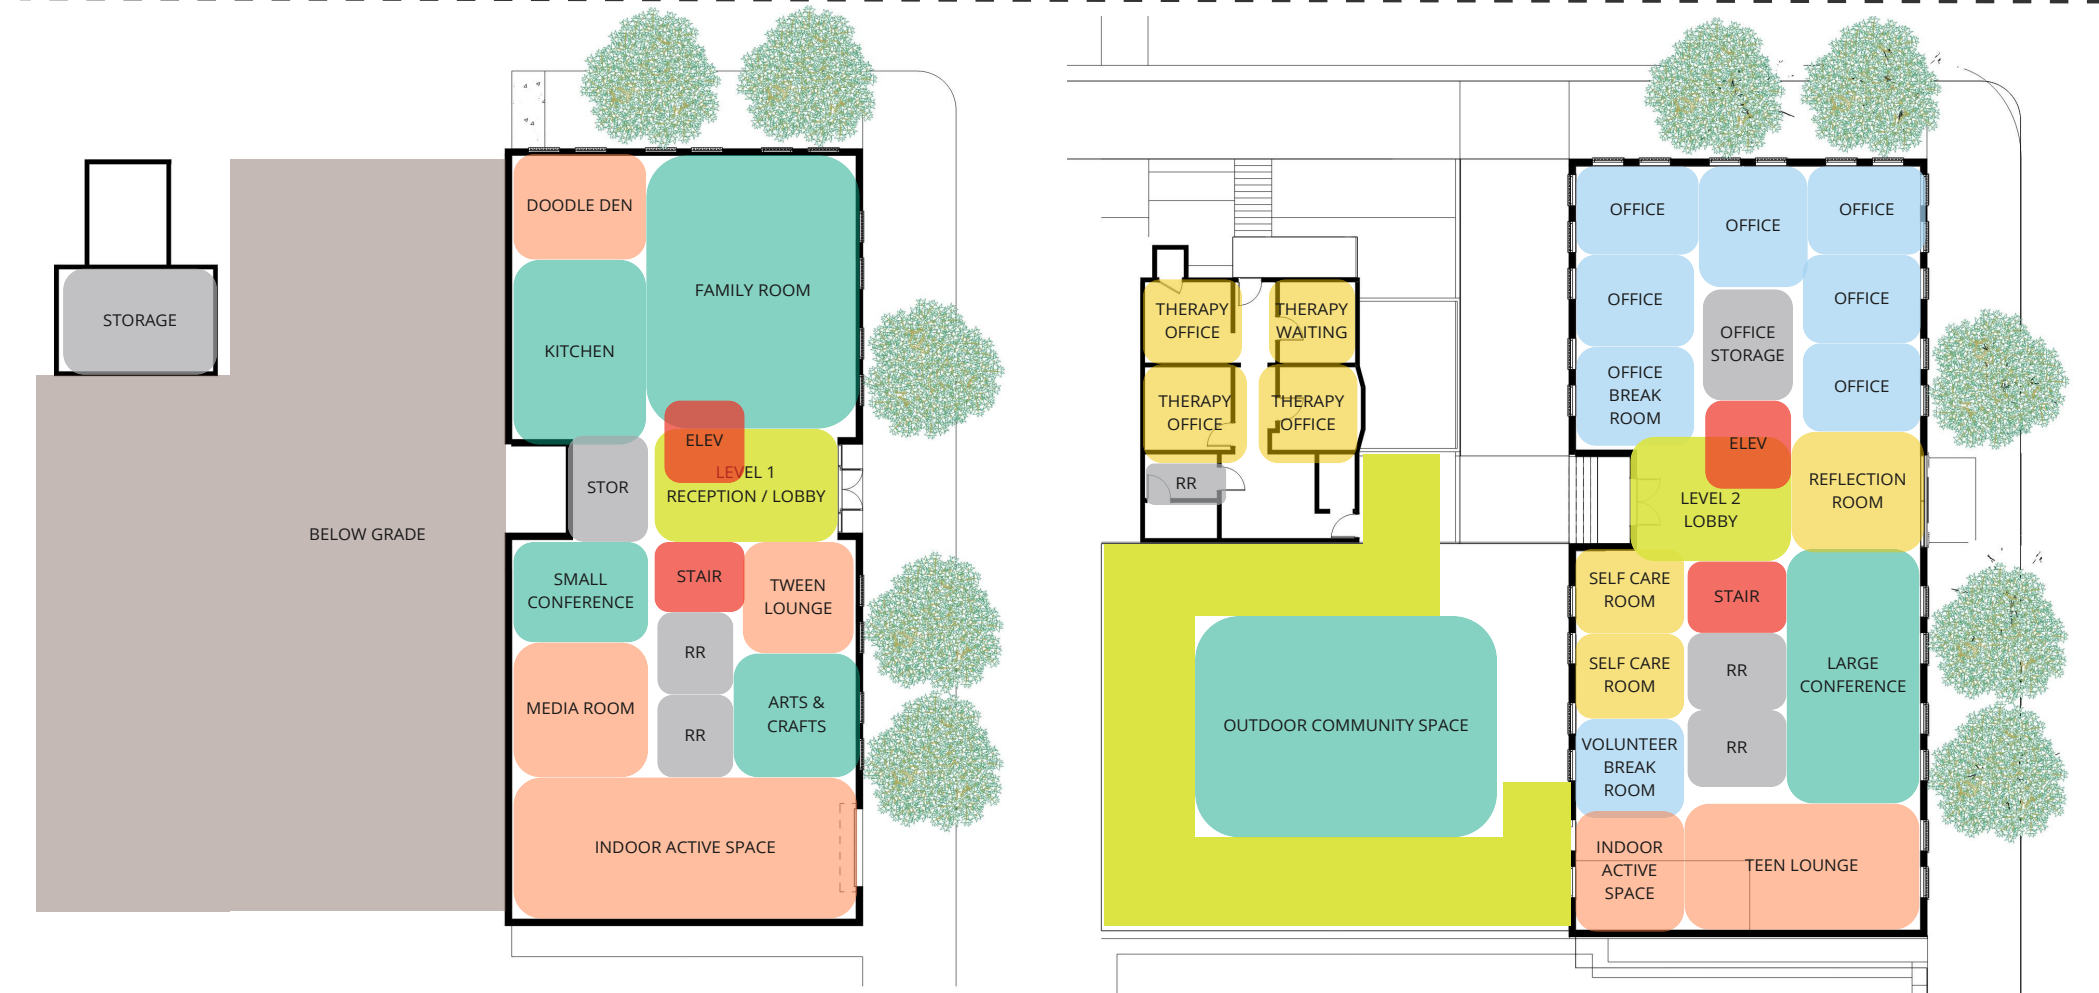 DOODLE DEN
FAMILY ROOM
KITCHEN
STORAGE
ELEV
LEVEL 1
RECEPTION / LOBBY
STOR
BELOW GRADE
SMALL
CONFERENCE
STAIR
TWEEN
LOUNGE
RR
MEDIA ROOM
ARTS &
CRAFTS
RR
INDOOR ACTIVE SPACE
THERAPY
OFFICE
THERAPY
WAITING
THERAPY
OFFICE
THERAPY
OFFICE
RR
OUTDOOR COMMUNITY SPACE
OFFICE
OFFICE
OFFICE
OFFICE
OFFICE
OFFICE
STORAGE
OFFICE
BREAK
ROOM
OFFICE
ELEV
LEVEL 2
LOBBY
REFLECTION
ROOM
SELF CARE
ROOM
STAIR
SELF CARE
ROOM
RR
LARGE
CONFERENCE
VOLUNTEER
BREAK
ROOM
RR
INDOOR
ACTIVE
SPACE
TEEN LOUNGE